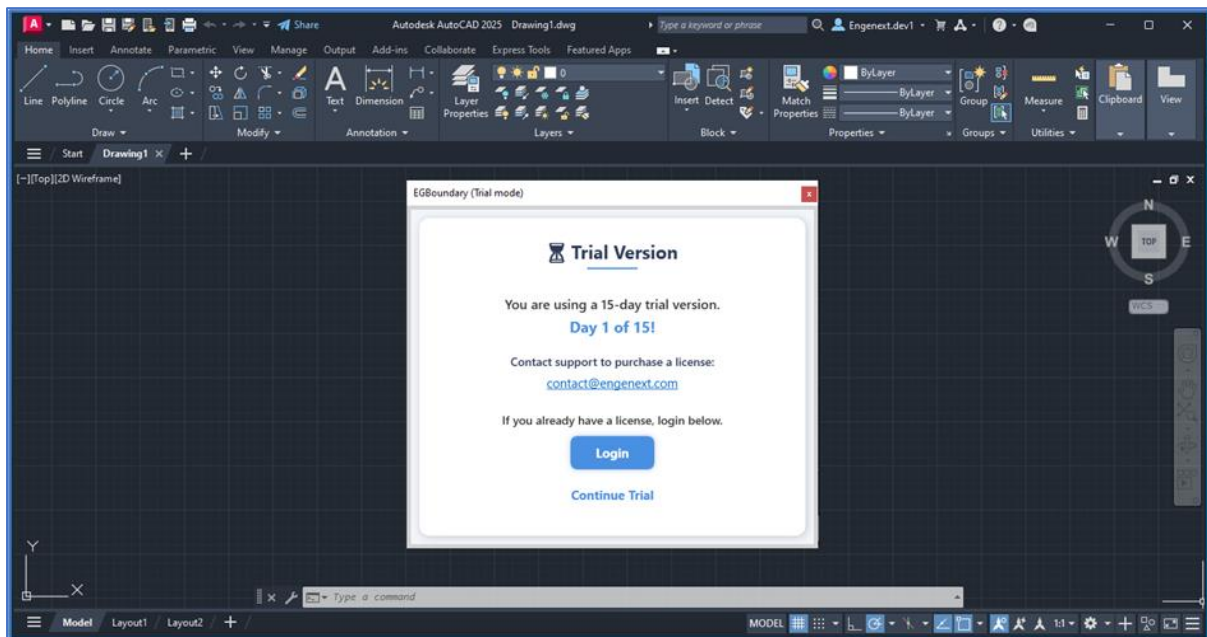 A Share Autodesk AutoCAD 2025 Drawing1.dwg Type a keyword or phrase Engenext.dev1
Home Insert Annotate Parametric View Manage Output Add-ins Collaborate Express Tools Featured Apps
Line Polyline Circle Arc Text Dimension Layer Properties 0 Insert Detect Match Properties ByLayer ByLayer ByLayer Group Measure Clipboard View
Draw Modify Annotation Layers Block Properties Groups Utilities
Start Drawing1
[-][Top][2D Wireframe]
EGBoundary (Trial mode)
Trial Version
You are using a 15-day trial version.
Day 1 of 15!
Contact support to purchase a license:
contact@engenext.com
If you already have a license, login below.
Login
Continue Trial
N
W TOP E
S
WCS
Y
X
Type a command
Model Layout1 Layout2 MODEL 1:1